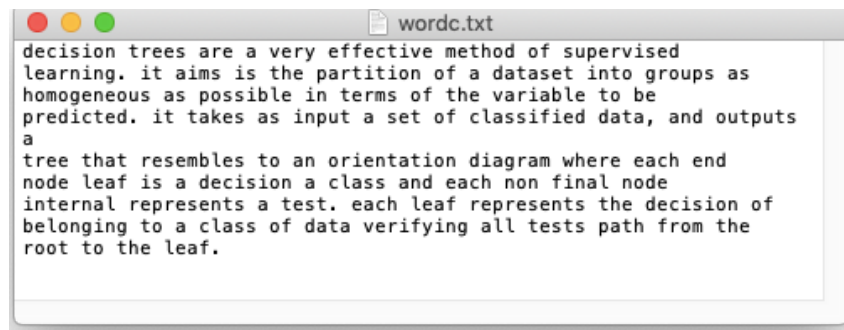 wordc.txt
decision trees are a very effective method of supervised
learning. it aims is the partition of a dataset into groups as
homogeneous as possible in terms of the variable to be
predicted. it takes as input a set of classified data, and outputs
a
tree that resembles to an orientation diagram where each end
node leaf is a decision a class and each non final node
internal represents a test. each leaf represents the decision of
belonging to a class of data verifying all tests path from the
root to the leaf.